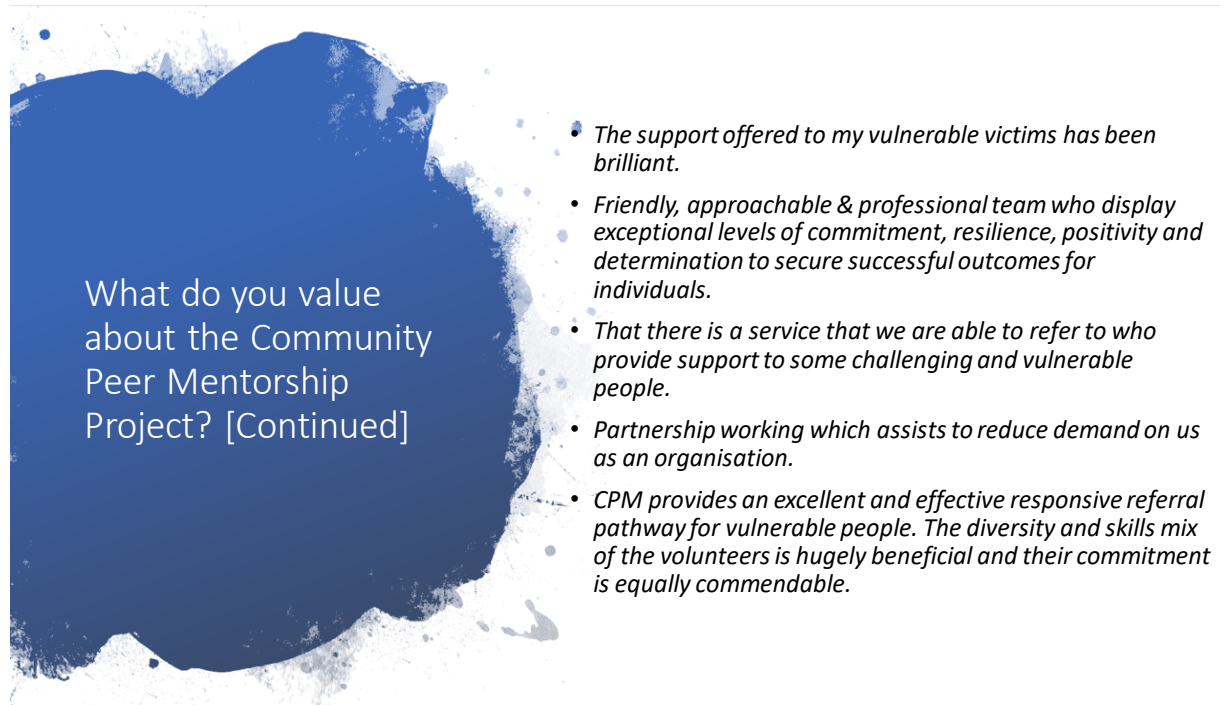 What do you value
about the Community
Peer Mentorship
Project? [Continued]
• The support offered to my vulnerable victims has been
brilliant.
• Friendly, approachable & professional team who display
exceptional levels of commitment, resilience, positivity and
determination to secure successful outcomes for
individuals.
• That there is a service that we are able to refer to who
provide support to some challenging and vulnerable
people.
• Partnership working which assists to reduce demand on us
as an organisation.
• CPM provides an excellent and effective responsive referral
pathway for vulnerable people. The diversity and skills mix
of the volunteers is hugely beneficial and their commitment
is equally commendable.